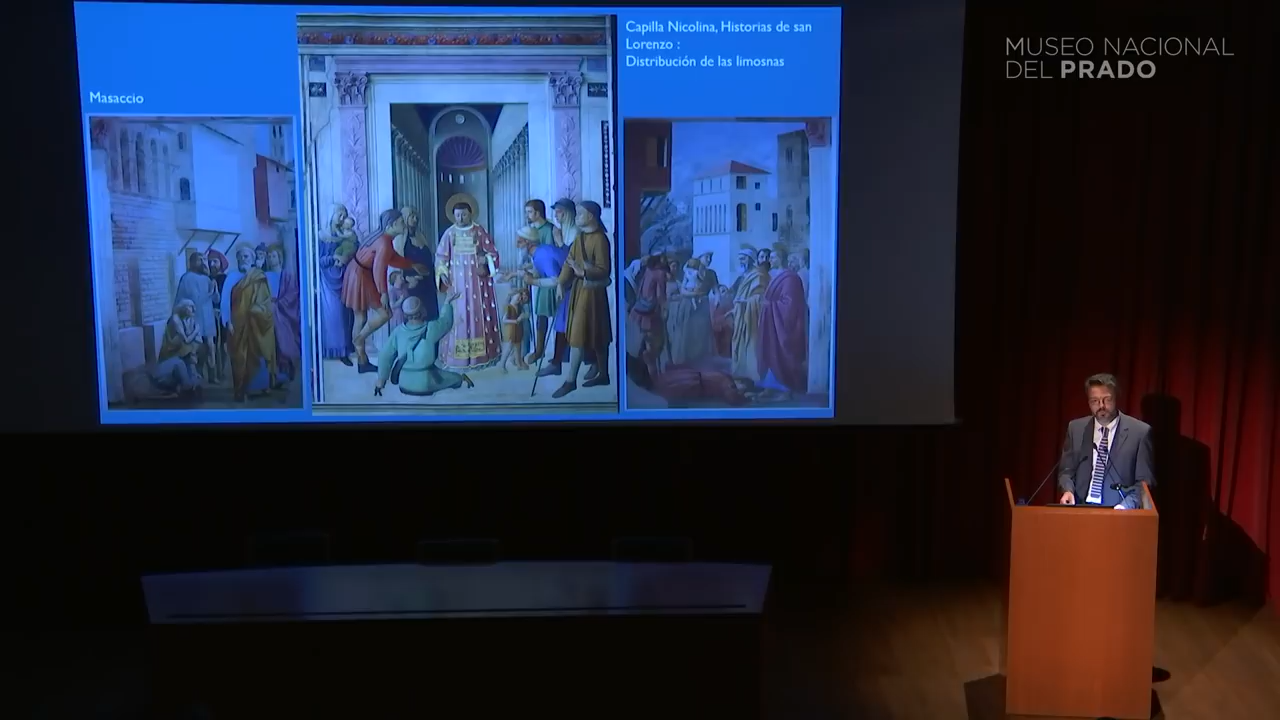 Masaccio
Capilla Nicolina, Historias de san
Lorenzo :
Distribución de las limosnas
MUSEO NACIONAL
DEL PRADO